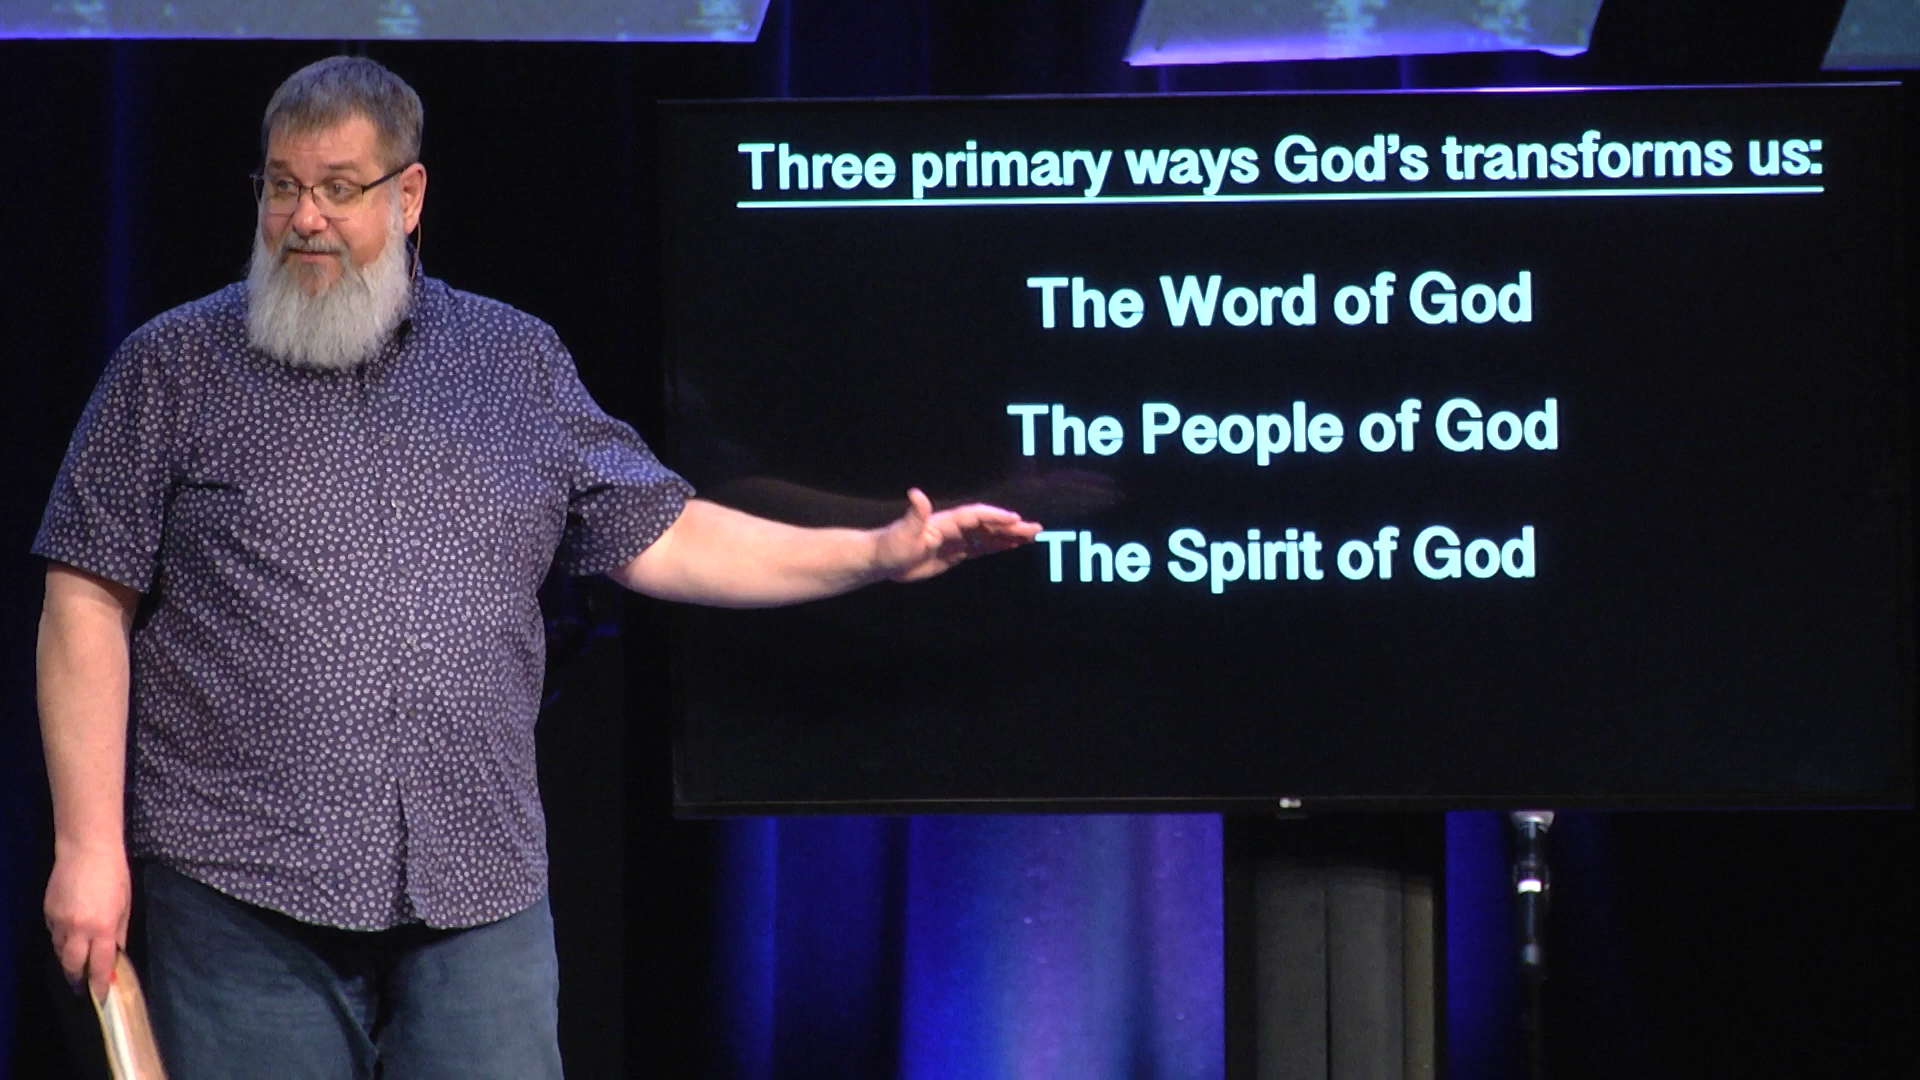 Three primary ways God’s transforms us:
The Word of God
The People of God
The Spirit of God